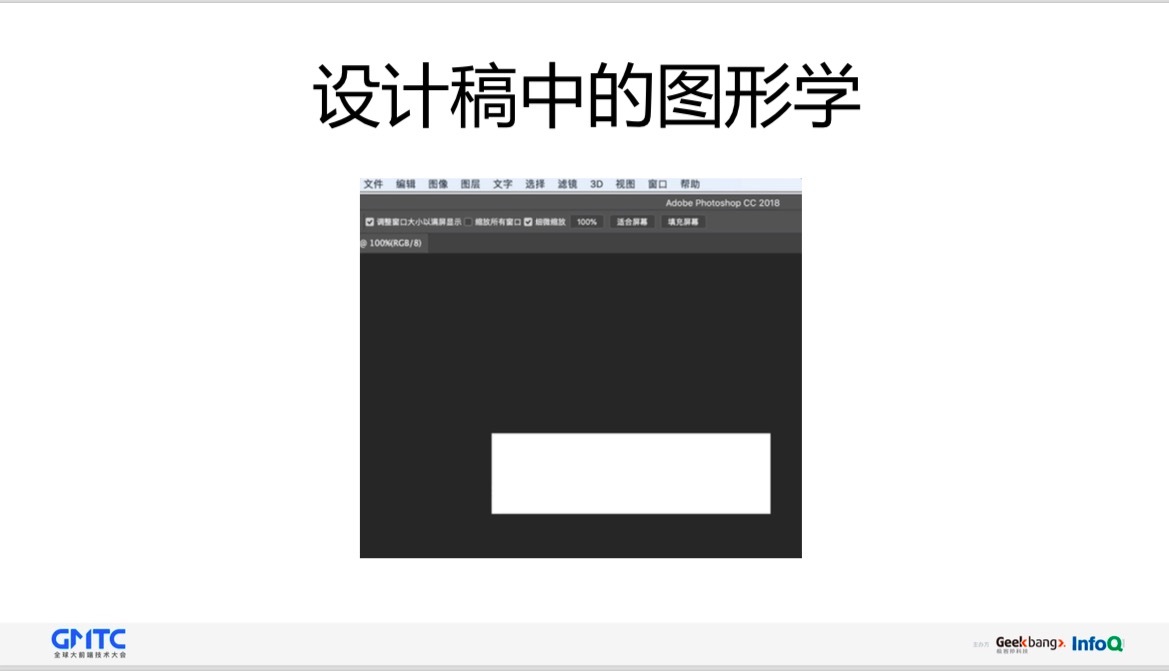 设计稿中的图形学
文件 编辑 图像 图层 文字 选择 滤镜 3D 视图 窗口 帮助
Adobe Photoshop CC 2018
调整窗口大小以满屏显示 缩放所有窗口 细微缩放 100% 适合屏幕 填充屏幕
@ 100%(RGB/8)
GMTC
全球大前端技术大会
主办方 Geekbang> InfoQ
极客邦科技